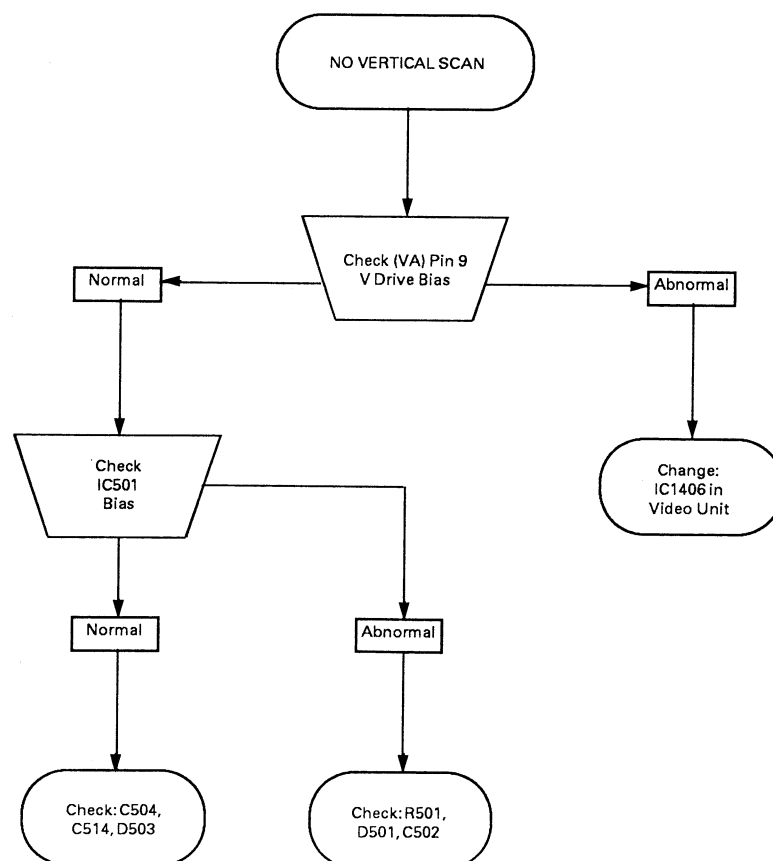 NO VERTICAL SCAN
Check (VA) Pin 9
V Drive Bias
Normal
Abnormal
Check
IC501
Bias
Change:
IC1406 in
Video Unit
Normal
Abnormal
Check: C504,
C514, D503
Check: R501,
D501, C502